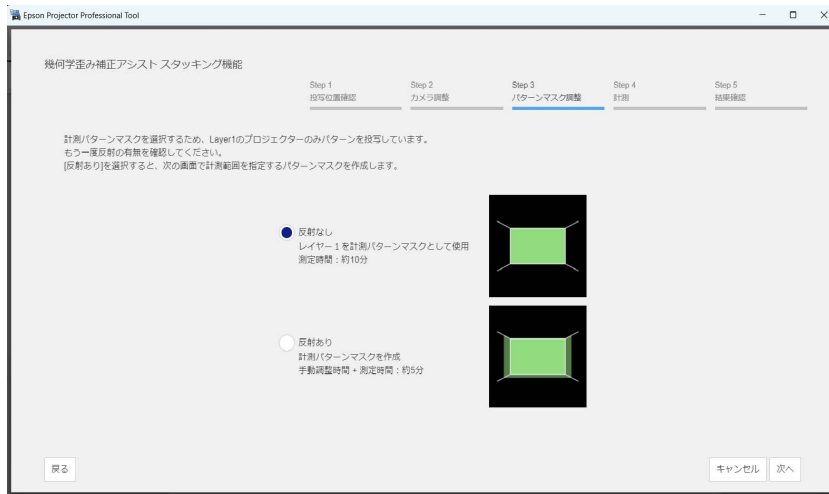 Epson Projector Professional Tool
幾何学歪み補正アシスト スタッキング機能
Step 1
投写位置確認
Step 2
カメラ調整
Step 3
パターンマスク調整
Step 4
計測
Step 5
結果確認
計測パターンマスクを選択するため、Layer1のプロジェクターのみパターンを投写しています。
もう一度反射の有無を確認してください。
[反射あり]を選択すると、次の画面で計測範囲を指定するパターンマスクを作成します。
反射なし
レイヤー 1 を計測パターンマスクとして使用
測定時間：約10分
反射あり
計測パターンマスクを作成
手動調整時間 + 測定時間：約5分
戻る
キャンセル
次へ